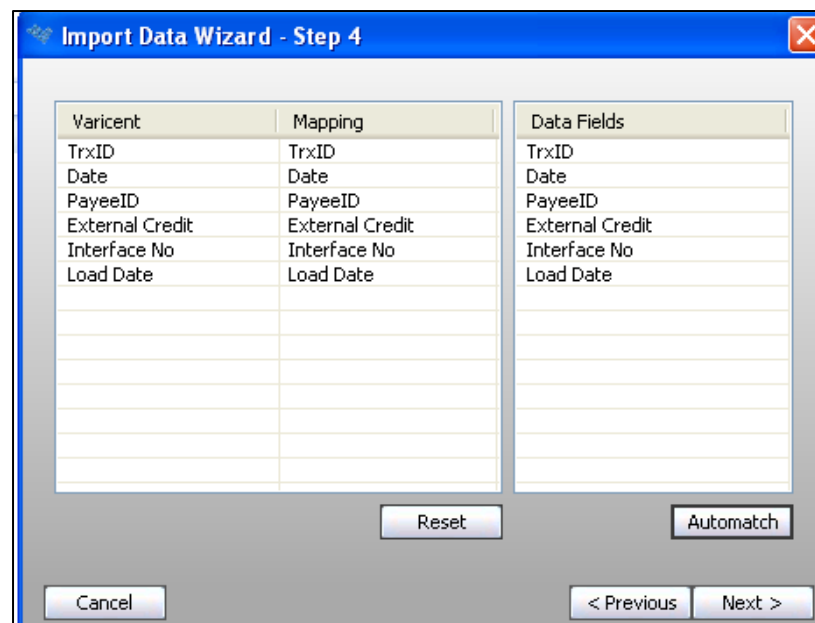 Import Data Wizard - Step 4
Varicent Mapping Data Fields
TrxID TrxID TrxID
Date Date Date
PayeeID PayeeID PayeeID
External Credit External Credit External Credit
Interface No Interface No Interface No
Load Date Load Date Load Date
Reset Automatch
Cancel < Previous Next >